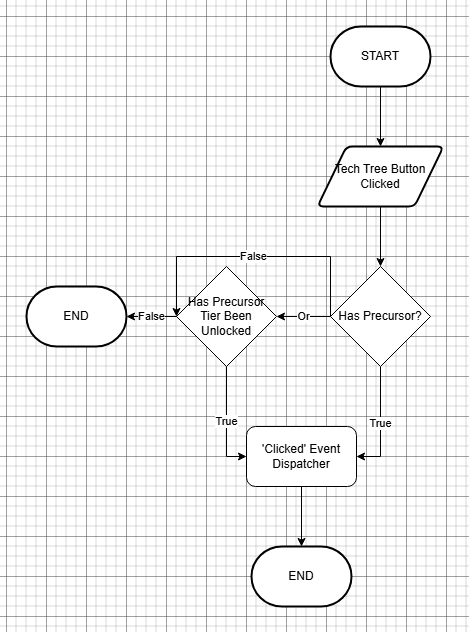 START
Tech Tree Button
Clicked
False
Has Precursor
Tier Been
Unlocked
END
False
Or
Has Precursor?
True
True
'Clicked' Event
Dispatcher
END